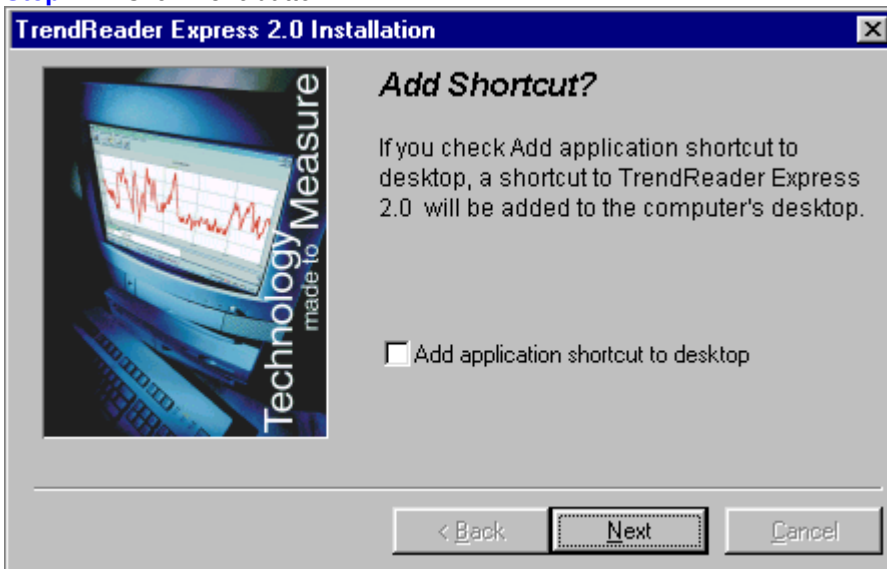 TrendReader Express 2.0 Installation
Technology
made to Measure
Add Shortcut?
If you check Add application shortcut to
desktop, a shortcut to TrendReader Express
2.0 will be added to the computer's desktop.
Add application shortcut to desktop
< Back
Next
Cancel